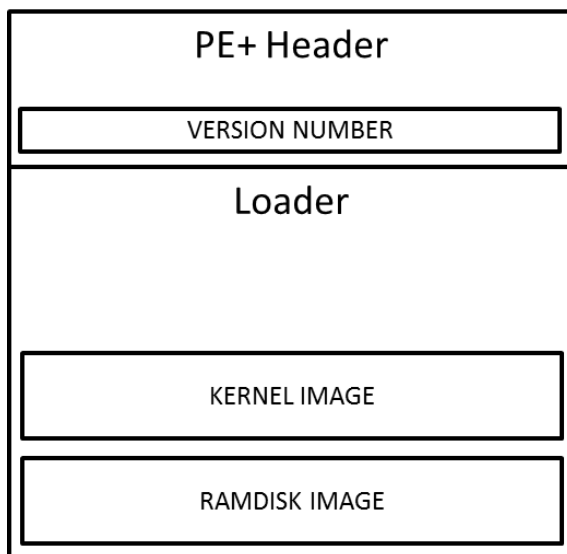 PE+ Header
VERSION NUMBER
Loader
KERNEL IMAGE
RAMDISK IMAGE